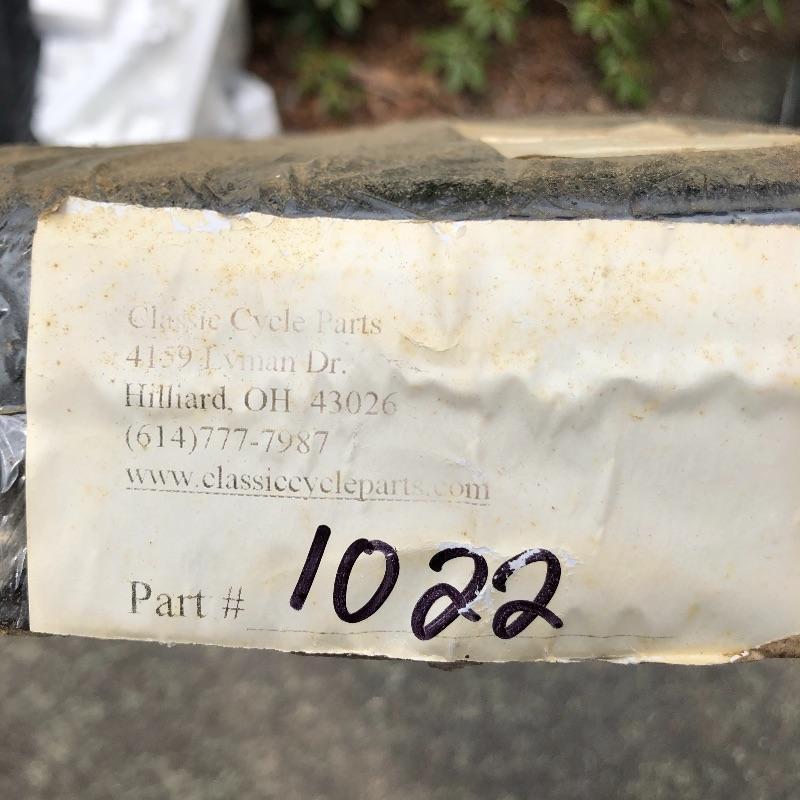 Classic Cycle Parts
4159 Lyman Dr.
Hilliard, OH 43026
(614)777-7987
www.classiccycleparts.com
Part # 1022